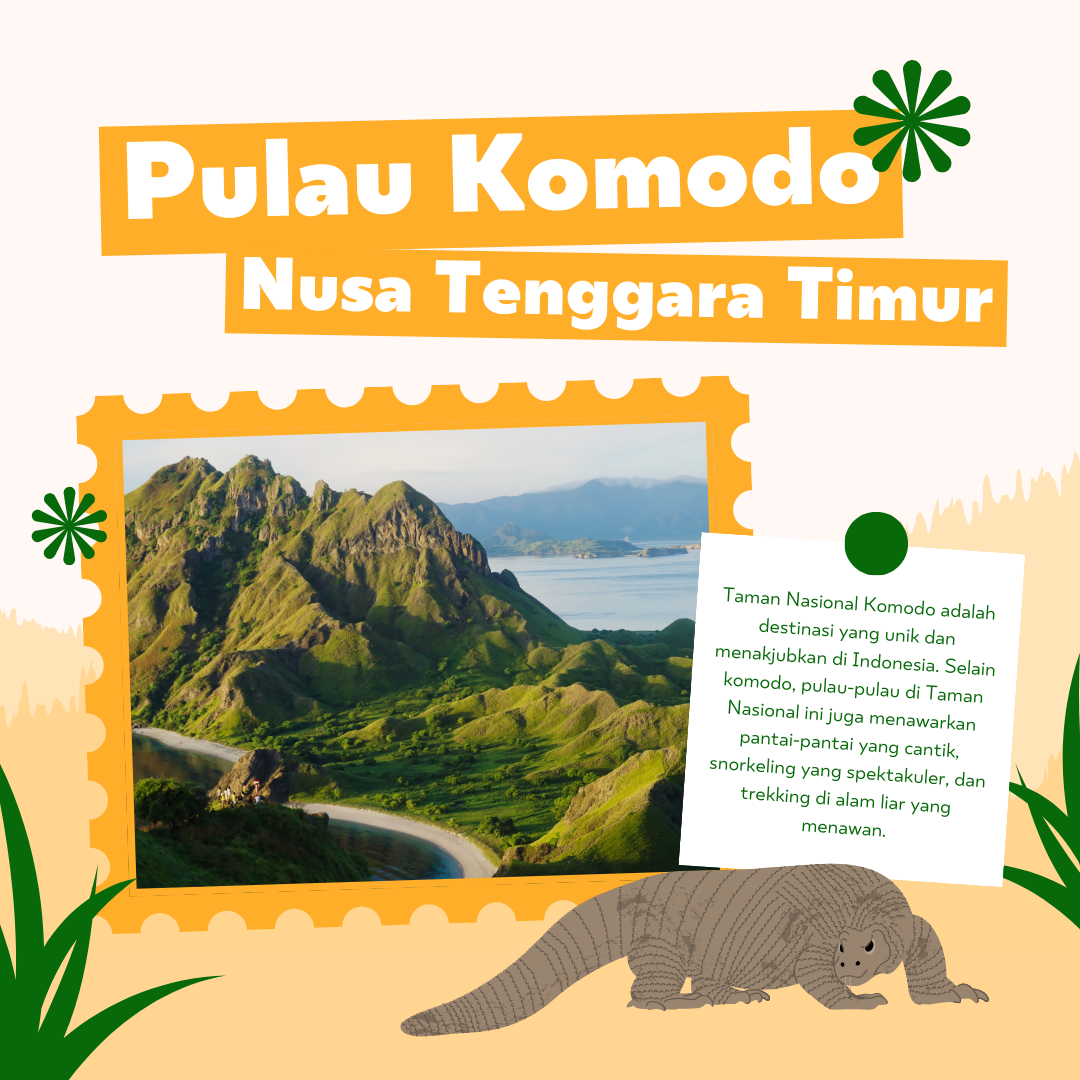 Pulau Komodo
Nusa Tenggara Timur
Taman Nasional Komodo adalah
destinasi yang unik dan
menakjubkan di Indonesia. Selain
komodo, pulau-pulau di Taman
Nasional ini juga menawarkan
pantai-pantai yang cantik,
snorkeling yang spektakuler, dan
trekking di alam liar yang
menawan.